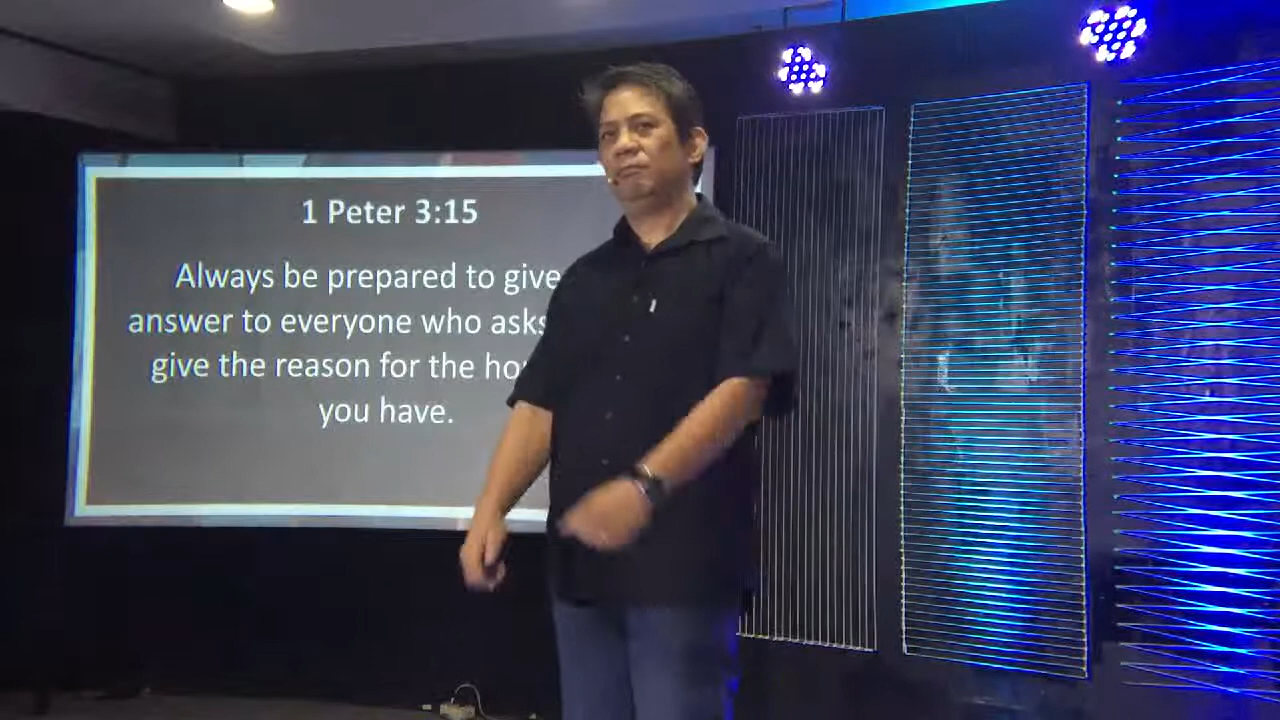 1 Peter 3:15
Always be prepared to give
answer to everyone who asks
give the reason for the
you have.